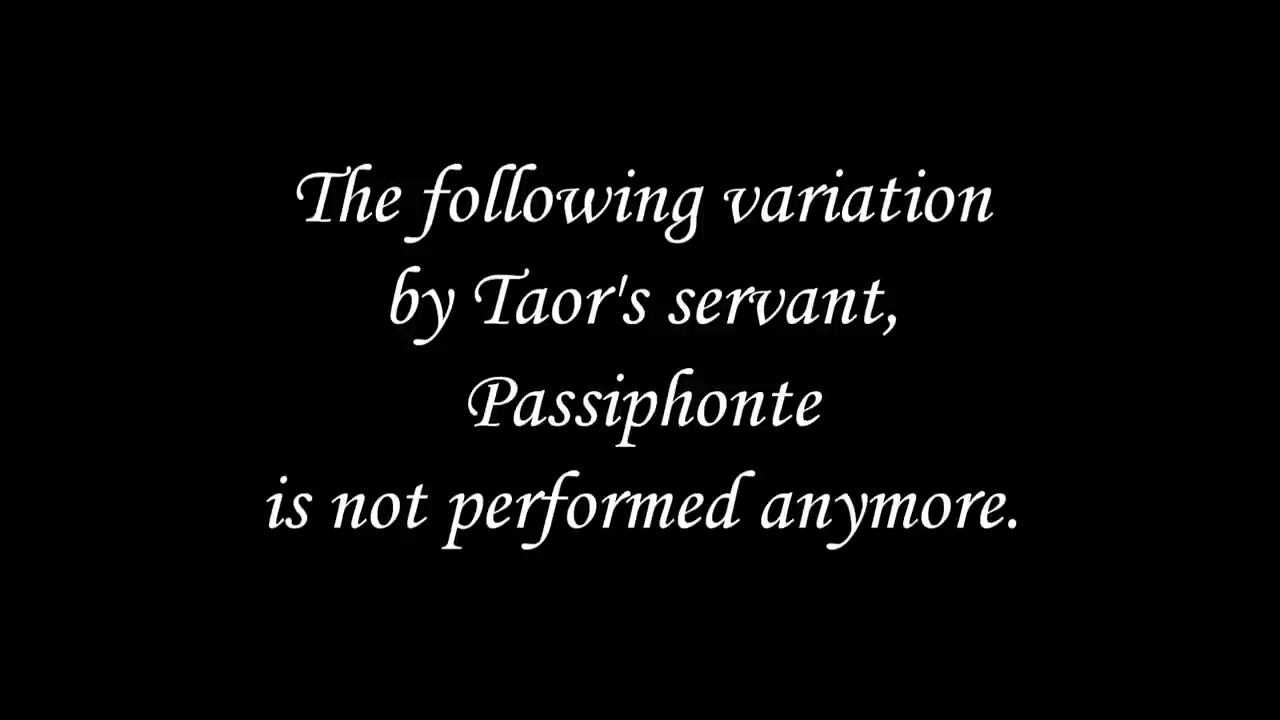 The following variation
by Taor's servant,
Passiphonte
is not performed anymore.